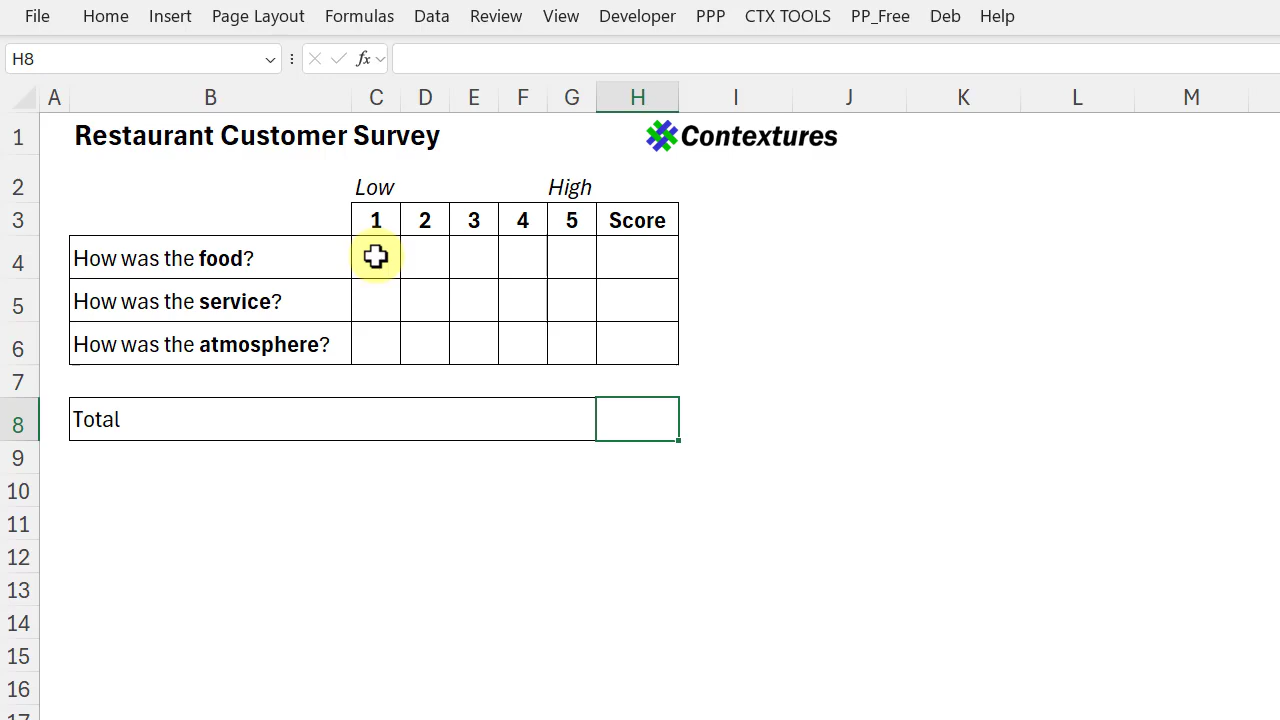 File Home Insert Page Layout Formulas Data Review View Developer PPP CTX TOOLS PP_Free Deb Help
H8 fx
A B C D E F G H I J K L M
1 Restaurant Customer Survey Contextures
2 Low High
3 1 2 3 4 5 Score
4 How was the food?
5 How was the service?
6 How was the atmosphere?
7
8 Total
9
10
11
12
13
14
15
16
17